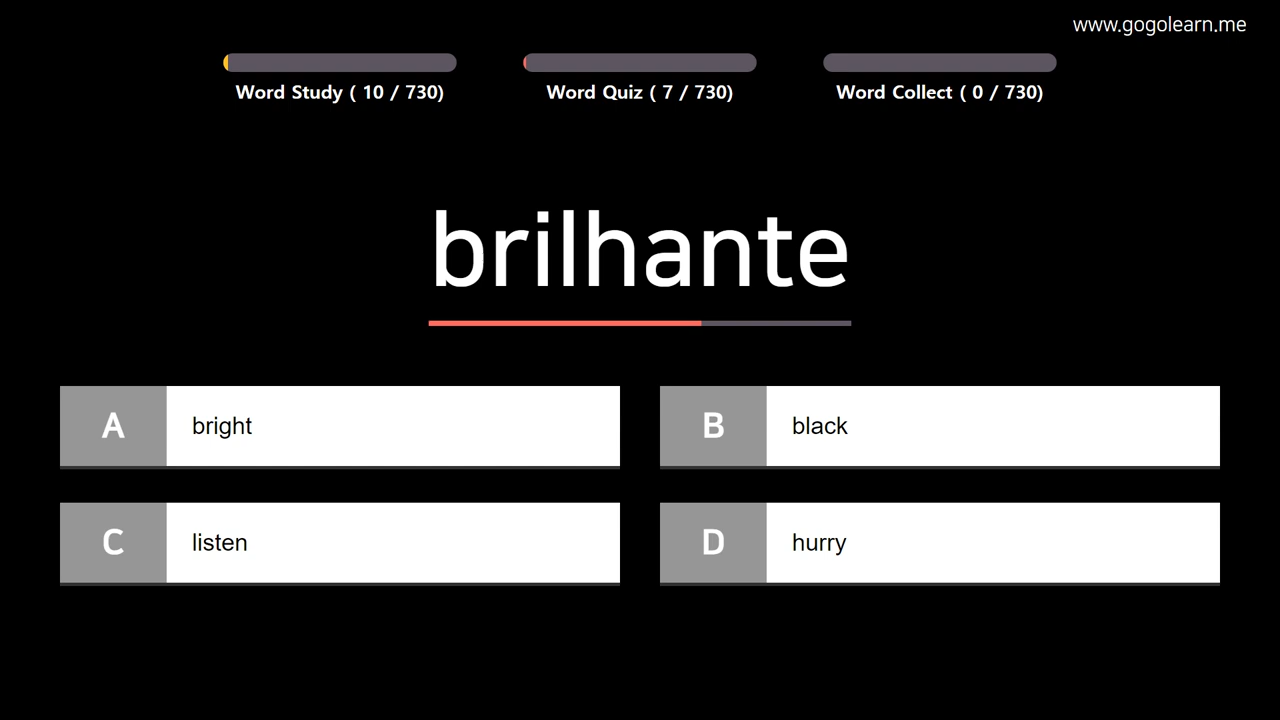 www.gogolearn.me
Word Study ( 10 / 730)
Word Quiz ( 7 / 730)
Word Collect ( 0 / 730)
brilhante
A bright
B black
C listen
D hurry